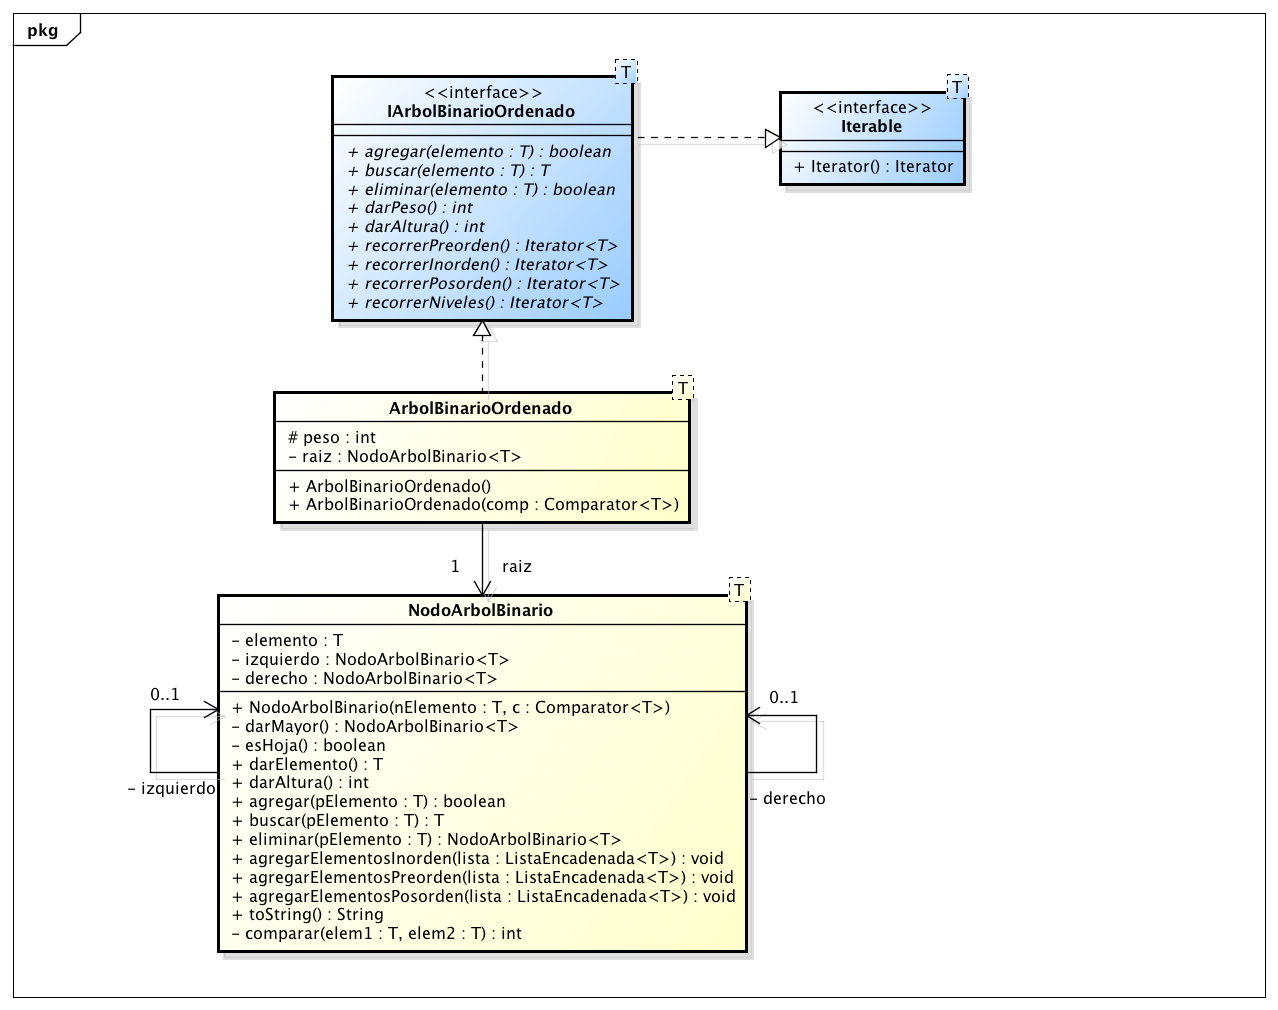 pkg
T
<<interface>>
IArbolBinarioOrdenado
+ agregar(elemento : T) : boolean
+ buscar(elemento : T) : T
+ eliminar(elemento : T) : boolean
+ darPeso() : int
+ darAltura() : int
+ recorrerPreorden() : Iterator<T>
+ recorrerInorden() : Iterator<T>
+ recorrerPosorden() : Iterator<T>
+ recorrerNiveles() : Iterator<T>
T
<<interface>>
Iterable
+ Iterator() : Iterator
T
ArbolBinarioOrdenado
# peso : int
- raiz : NodoArbolBinario<T>
+ ArbolBinarioOrdenado()
+ ArbolBinarioOrdenado(comp : Comparator<T>)
1
raiz
T
NodoArbolBinario
- elemento : T
- izquierdo : NodoArbolBinario<T>
- derecho : NodoArbolBinario<T>
+ NodoArbolBinario(nElemento : T, c : Comparator<T>)
- darMayor() : NodoArbolBinario<T>
- esHoja() : boolean
+ darElemento() : T
+ darAltura() : int
+ agregar(pElemento : T) : boolean
+ buscar(pElemento : T) : T
+ eliminar(pElemento : T) : NodoArbolBinario<T>
+ agregarElementosInorden(lista : ListaEncadenada<T>) : void
+ agregarElementosPreorden(lista : ListaEncadenada<T>) : void
+ agregarElementosPosorden(lista : ListaEncadenada<T>) : void
+ toString() : String
- comparar(elem1 : T, elem2 : T) : int
0..1
- izquierdo
0..1
- derecho